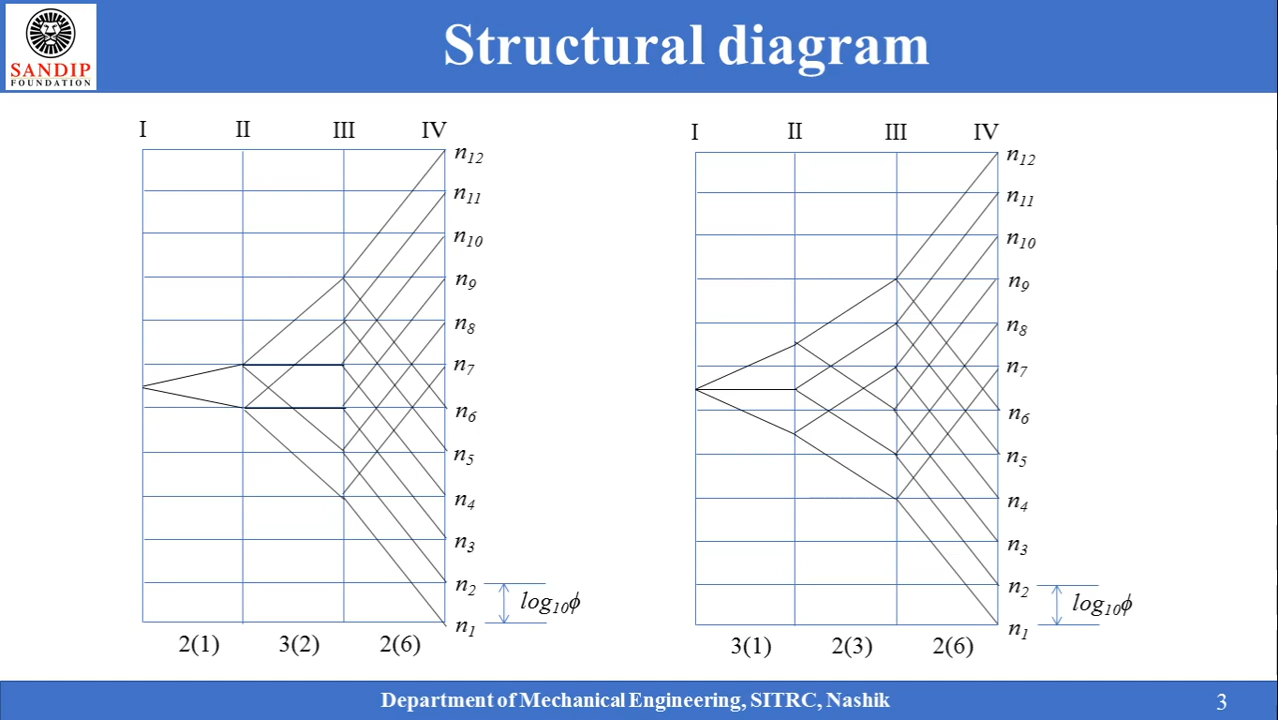 Structural diagram
SANDIP
FOUNDATION
I II III IV
n12
n11
n10
n9
n8
n7
n6
n5
n4
n3
n2
n1
log10ϕ
2(1) 3(2) 2(6)
I II III IV
n12
n11
n10
n9
n8
n7
n6
n5
n4
n3
n2
n1
log10ϕ
3(1) 2(3) 2(6)
Department of Mechanical Engineering, SITRC, Nashik
3